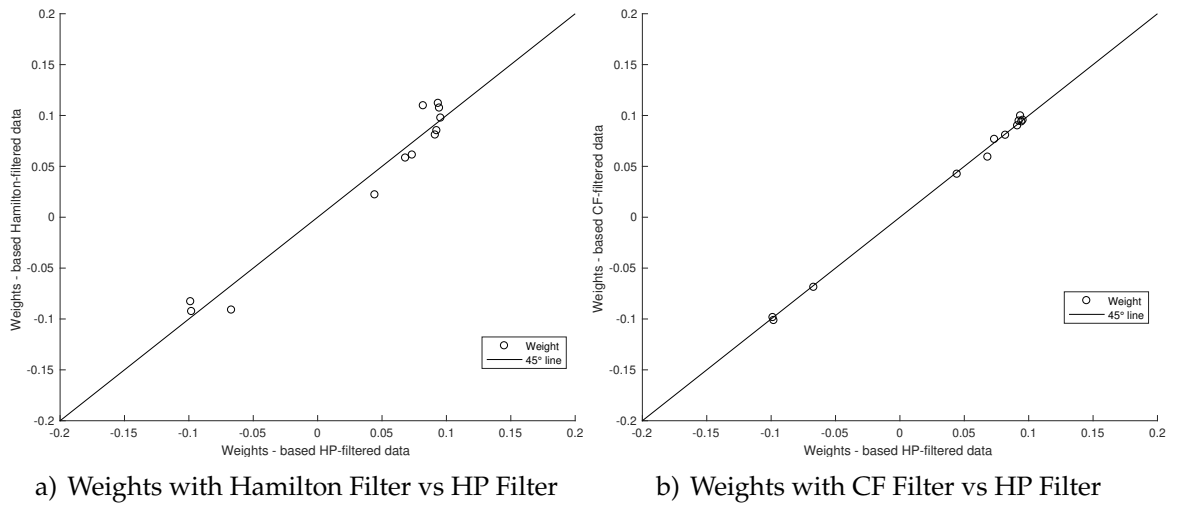 0.2
0.15
0.1
0.05
0
-0.05
-0.1
-0.15
-0.2
Weights - based Hamilton-filtered data
-0.2 -0.15 -0.1 -0.05 0 0.05 0.1 0.15 0.2
Weights - based HP-filtered data
Weight
45° line
a) Weights with Hamilton Filter vs HP Filter
0.2
0.15
0.1
0.05
0
-0.05
-0.1
-0.15
-0.2
Weights - based CF-filtered data
-0.2 -0.15 -0.1 -0.05 0 0.05 0.1 0.15 0.2
Weights - based HP-filtered data
Weight
45° line
b) Weights with CF Filter vs HP Filter